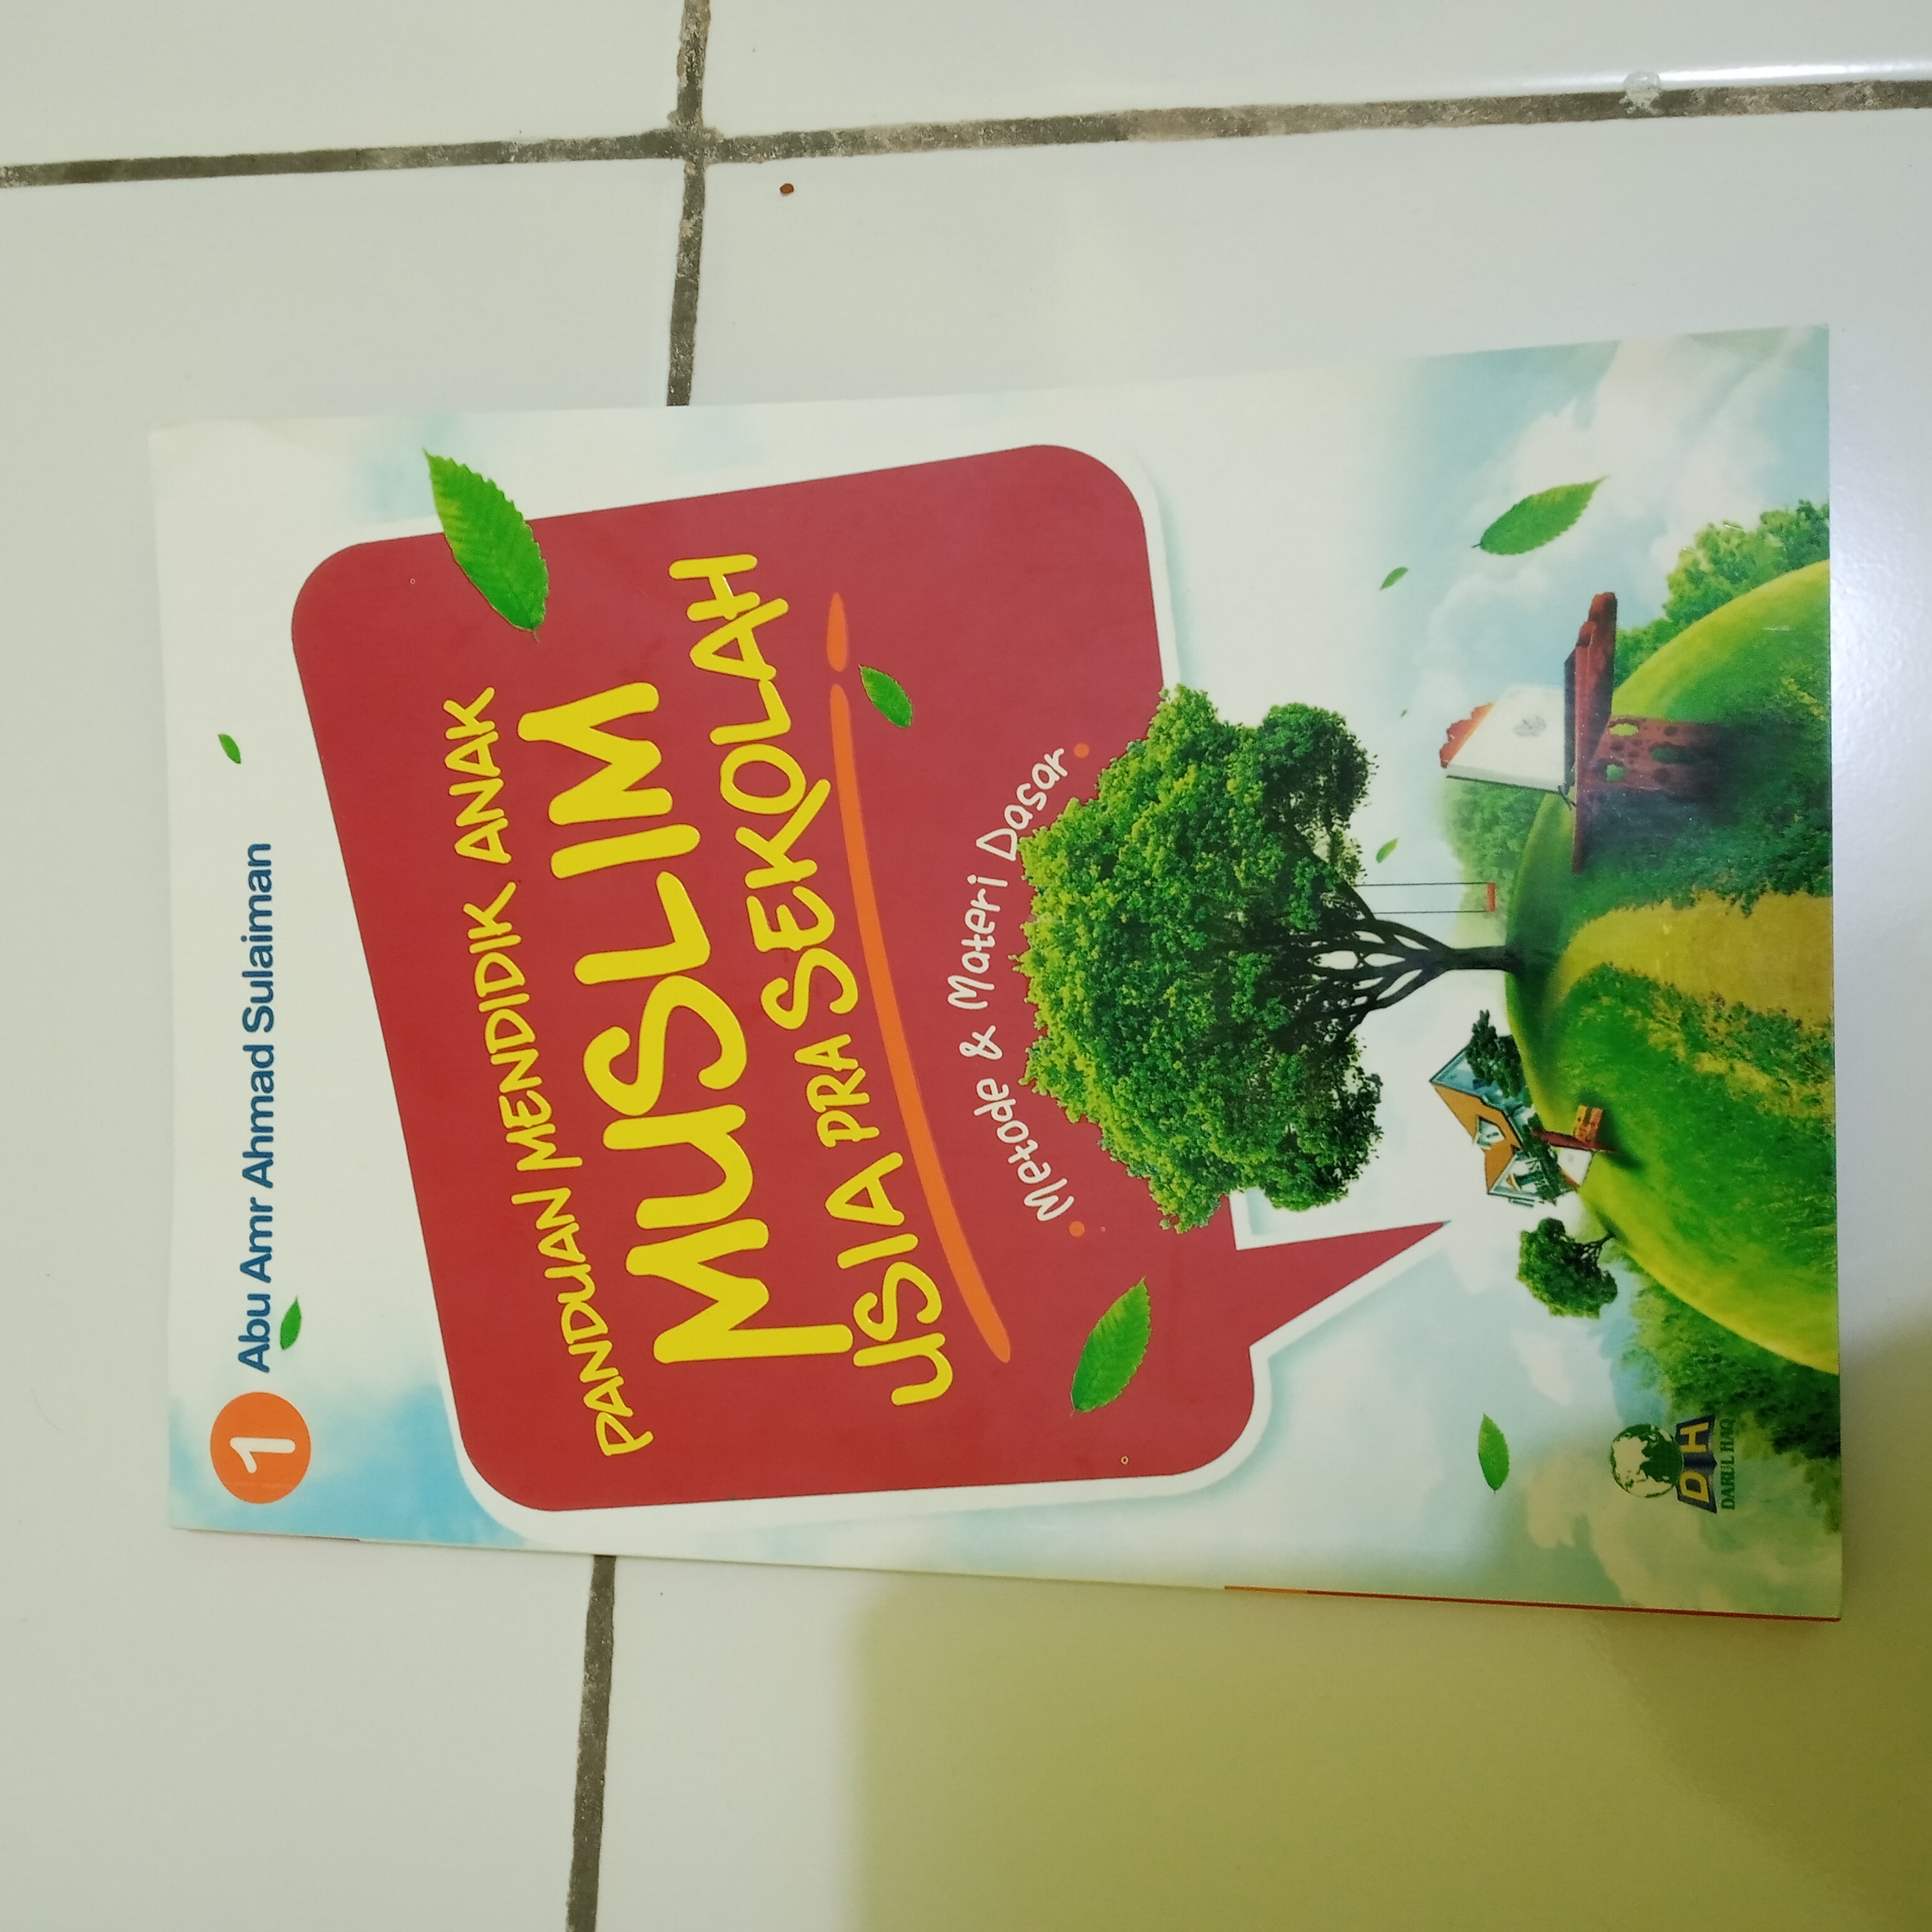 1
Abu Amr Ahmad Sulaiman
PANDUAN MENDIDIK ANAK
MUSLIM
USIA PRA SEKOLAH
Metode & Materi Dasar
DH
DARUL HAQ